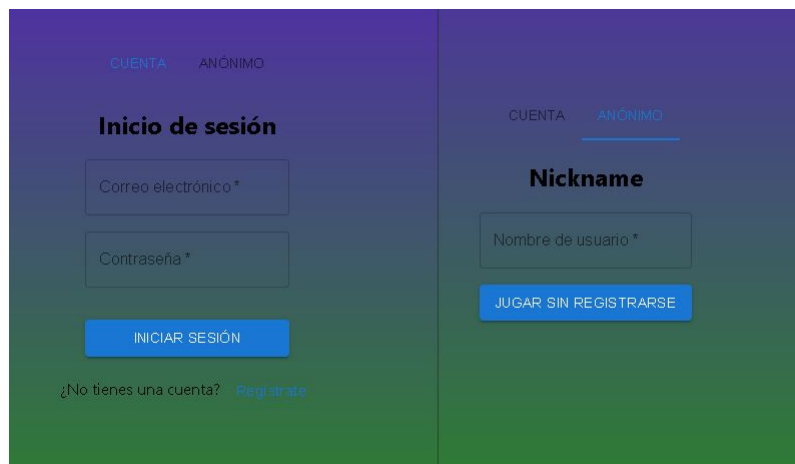 CUENTA ANÓNIMO
Inicio de sesión
Correo electrónico *
Contraseña *
INICIAR SESIÓN
¿No tienes una cuenta? Registrate
CUENTA ANÓNIMO
Nickname
Nombre de usuario *
JUGAR SIN REGISTRARSE